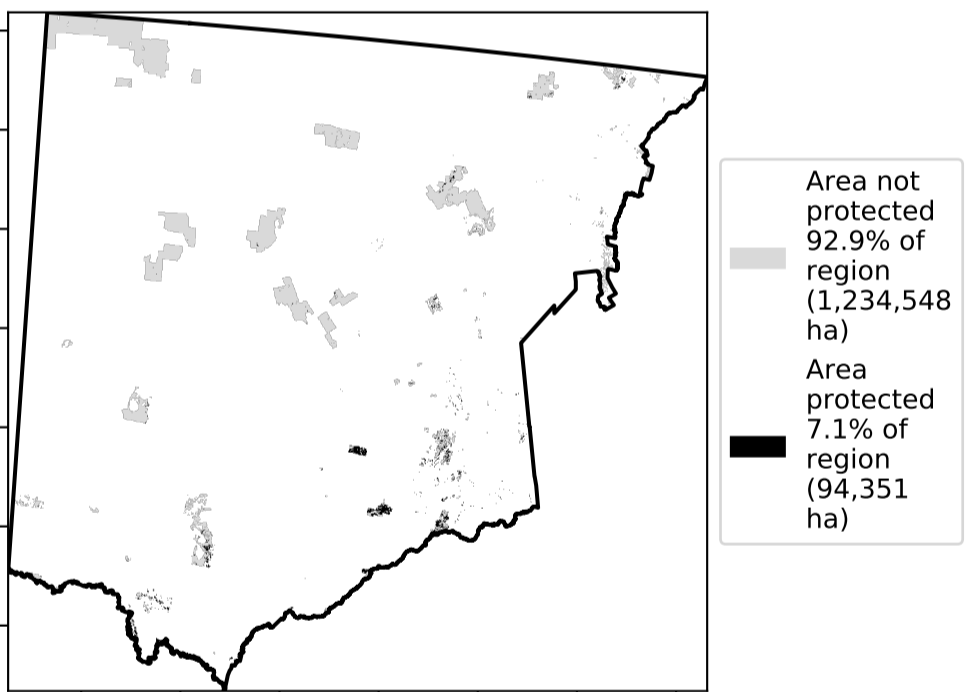 Area not
protected
92.9% of
region
(1,234,548
ha)
Area
protected
7.1% of
region
(94,351
ha)